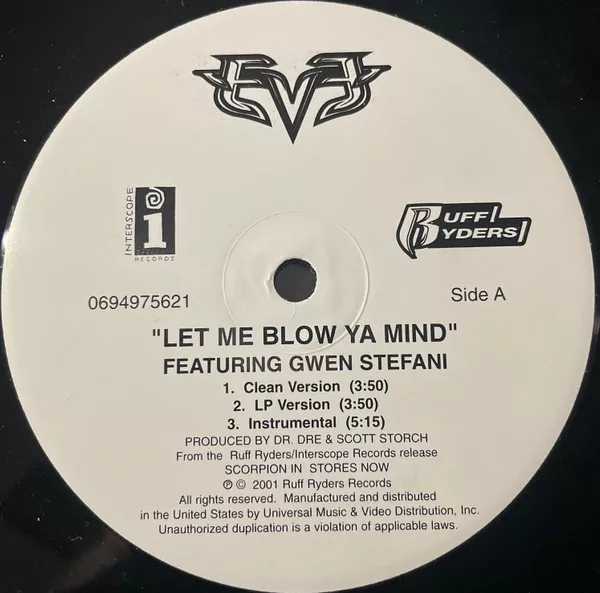 EVE
INTERSCOPE
i
RECORDS
RUFF
RYDERS!
0694975621
Side A
"LET ME BLOW YA MIND"
FEATURING GWEN STEFANI
1. Clean Version (3:50)
2. LP Version (3:50)
3. Instrumental (5:15)
PRODUCED BY DR. DRE & SCOTT STORCH
From the Ruff Ryders/Interscope Records release
SCORPION IN STORES NOW
℗ © 2001 Ruff Ryders Records
All rights reserved. Manufactured and distributed
in the United States by Universal Music & Video Distribution, Inc.
Unauthorized duplication is a violation of applicable laws.